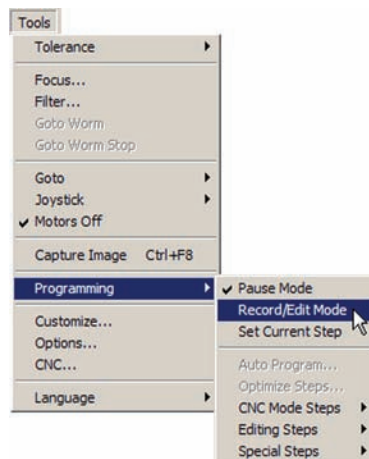 Tools
Tolerance
Focus...
Filter...
Goto Worm
Goto Worm Stop
Goto
Joystick
Motors Off
Capture Image Ctrl+F8
Programming
Customize...
Options...
CNC...
Language
Pause Mode
Record/Edit Mode
Set Current Step
Auto Program...
Optimize Steps...
CNC Mode Steps
Editing Steps
Special Steps